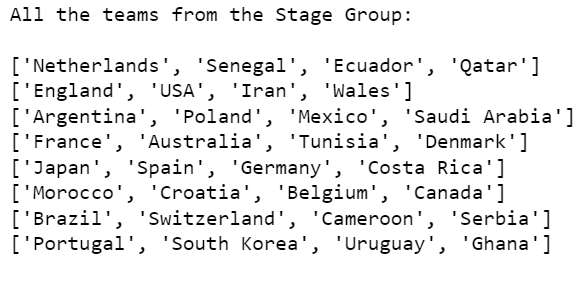 All the teams from the Stage Group:
['Netherlands', 'Senegal', 'Ecuador', 'Qatar']
['England', 'USA', 'Iran', 'Wales']
['Argentina', 'Poland', 'Mexico', 'Saudi Arabia']
['France', 'Australia', 'Tunisia', 'Denmark']
['Japan', 'Spain', 'Germany', 'Costa Rica']
['Morocco', 'Croatia', 'Belgium', 'Canada']
['Brazil', 'Switzerland', 'Cameroon', 'Serbia']
['Portugal', 'South Korea', 'Uruguay', 'Ghana']